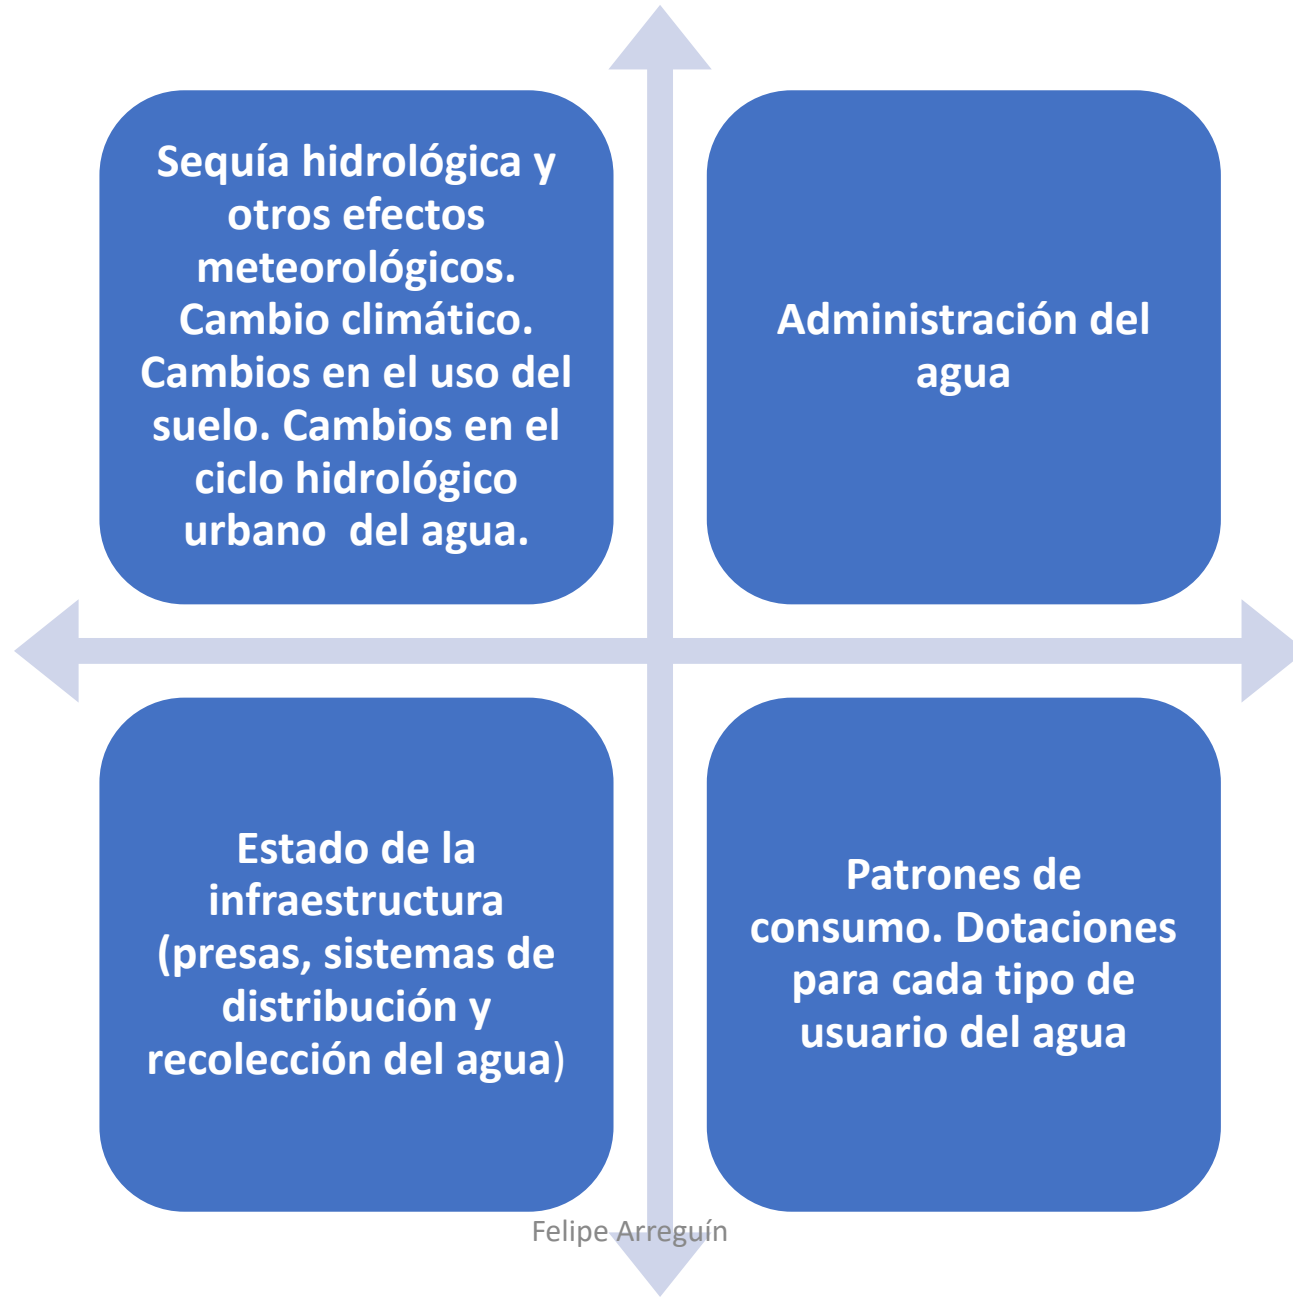 Sequía hidrológica y
otros efectos
meteorológicos.
Cambio climático.
Cambios en el uso del
suelo. Cambios en el
ciclo hidrológico
urbano  del agua.
Administración del
agua
Estado de la
infraestructura
(presas, sistemas de
distribución y
recolección del agua)
Patrones de
consumo. Dotaciones
para cada tipo de
usuario del agua
Felipe Arreguín